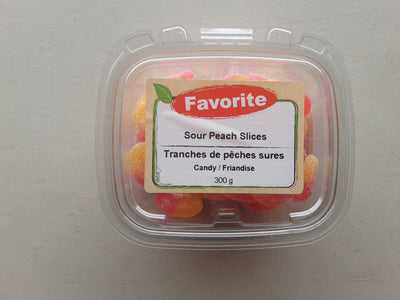 Favorite
Sour Peach Slices
Tranches de pêches sures
Candy / Friandise
300 g